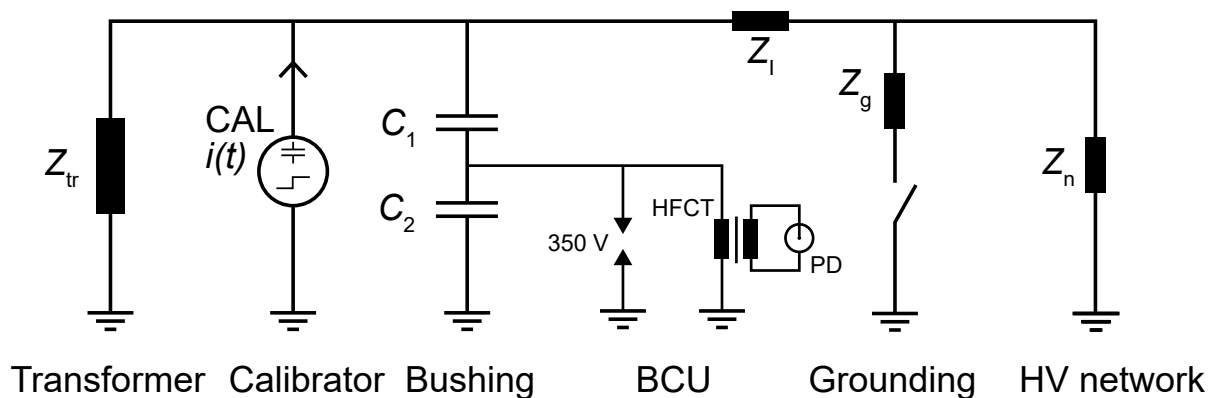 Z_l
CAL
i(t)
C_1
Z_g
Z_tr
Z_n
C_2
HFCT
350 V
PD
Transformer Calibrator Bushing BCU Grounding HV network